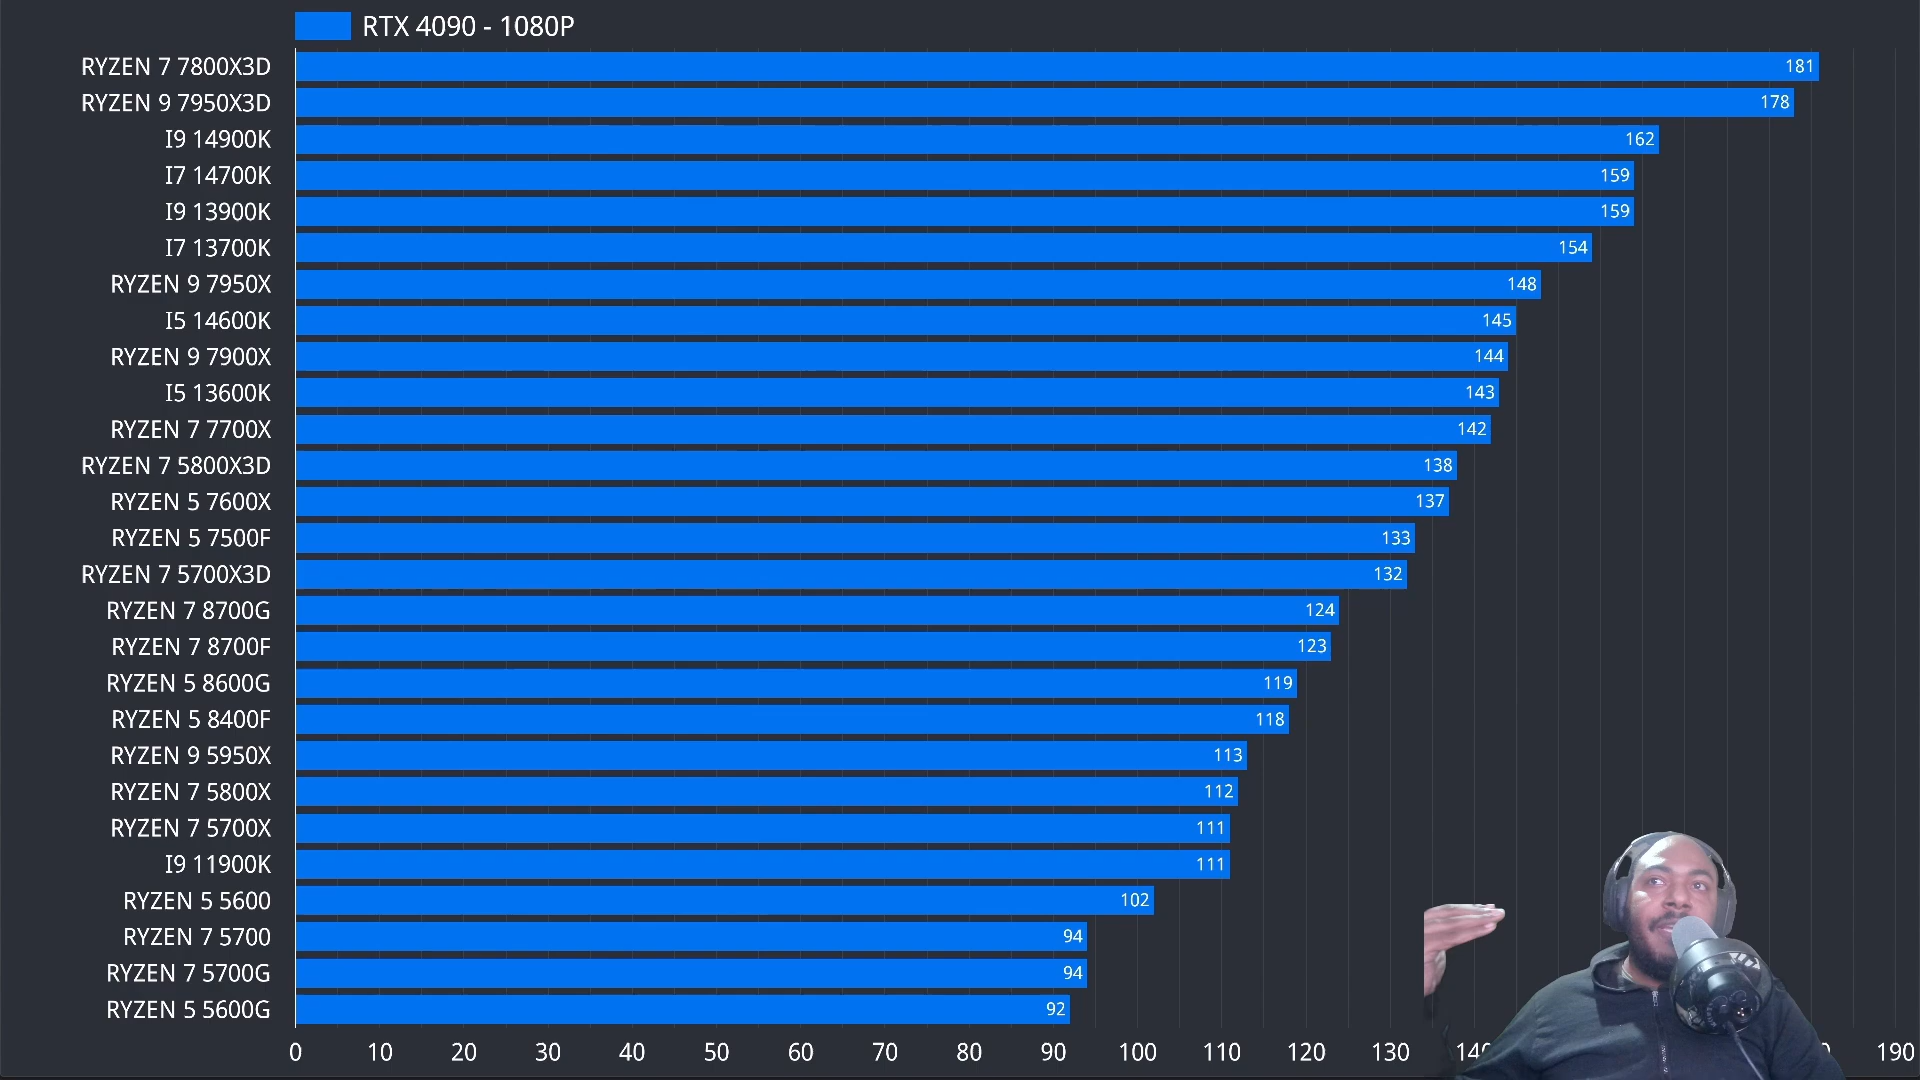 RTX 4090 - 1080P
RYZEN 7 7800X3D 181
RYZEN 9 7950X3D 178
I9 14900K 162
I7 14700K 159
I9 13900K 159
I7 13700K 154
RYZEN 9 7950X 148
I5 14600K 145
RYZEN 9 7900X 144
I5 13600K 143
RYZEN 7 7700X 142
RYZEN 7 5800X3D 138
RYZEN 5 7600X 137
RYZEN 5 7500F 133
RYZEN 7 5700X3D 132
RYZEN 7 8700G 124
RYZEN 7 8700F 123
RYZEN 5 8600G 119
RYZEN 5 8400F 118
RYZEN 9 5950X 113
RYZEN 7 5800X 112
RYZEN 7 5700X 111
I9 11900K 111
RYZEN 5 5600 102
RYZEN 7 5700 94
RYZEN 7 5700G 94
RYZEN 5 5600G 92
0 10 20 30 40 50 60 70 80 90 100 110 120 130 140 190